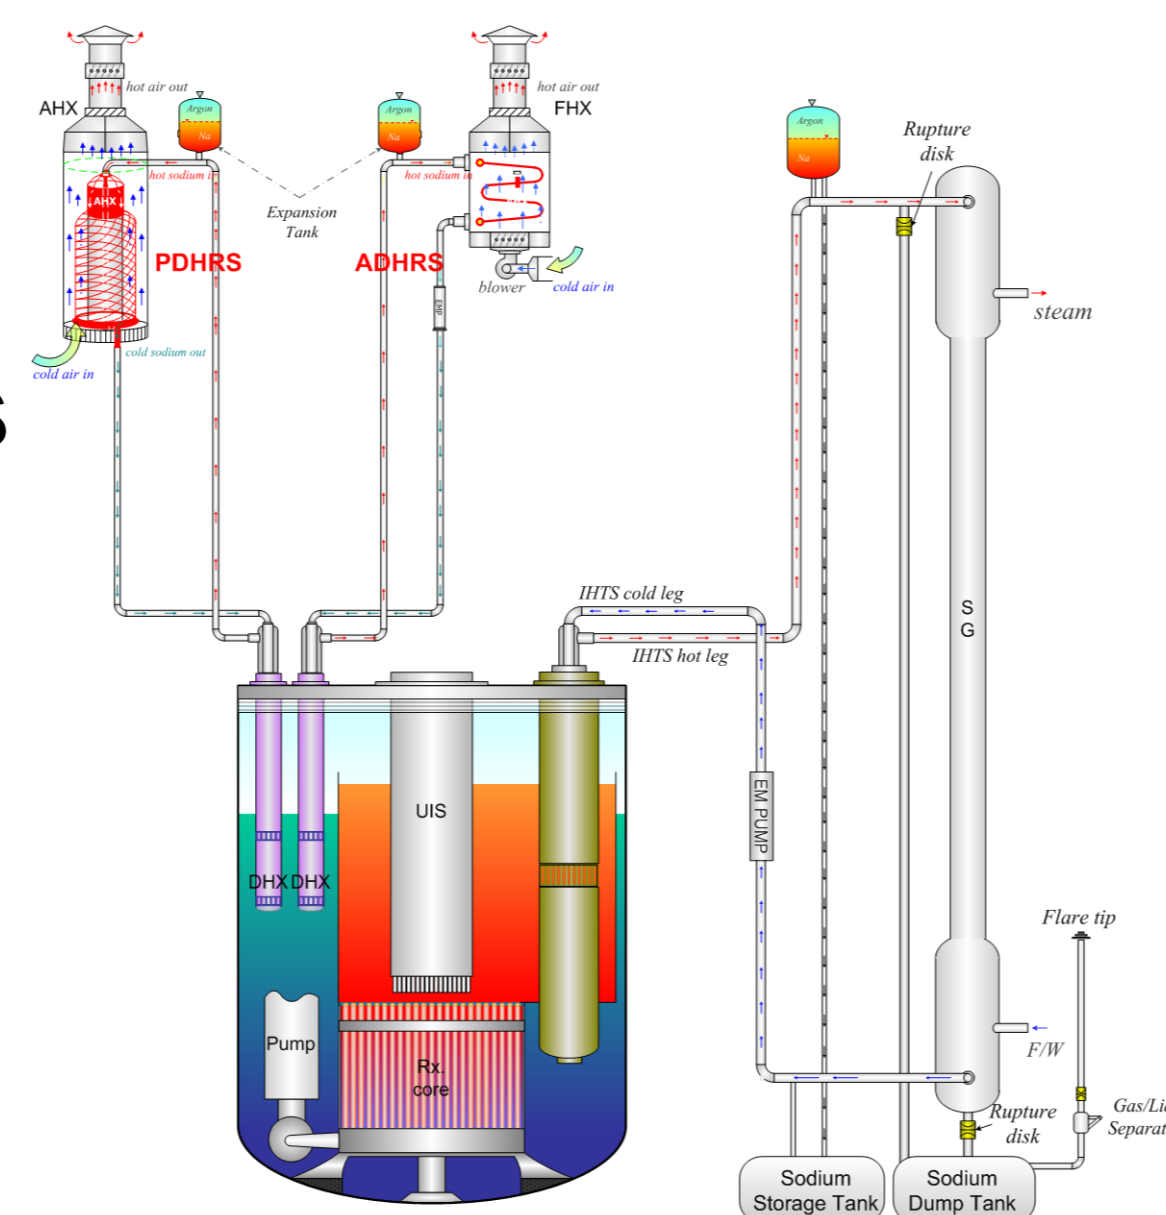 hot air out
AHX
Argon
Na
hot sodium in
AHX
PDHRS
cold sodium out
cold air in
Expansion
Tank
Argon
Na
hot air out
FHX
hot sodium in
ADHRS
blower
cold air in
EMP
Argon
Na
Rupture
disk
steam
SG
IHTS cold leg
IHTS hot leg
EM PUMP
UIS
DHX
DHX
Pump
Rx.
core
Flare tip
F/W
Rupture
disk
Sodium
Storage Tank
Sodium
Dump Tank